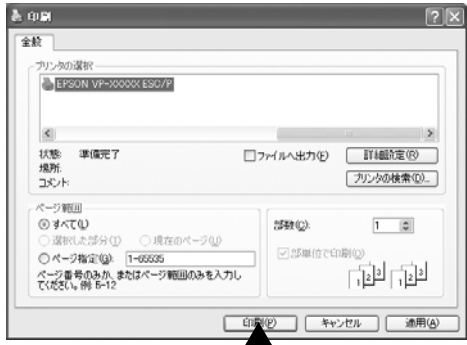 印刷
全般
プリンタの選択
EPSON VP-XXXXX ESC/P
状態: 準備完了
場所:
コメント:
ファイルへ出力(F)
詳細設定(R)
プリンタの検索(D)...
ページ範囲
すべて(L)
選択した部分(T)
現在のページ(U)
ページ指定(G): 1-65535
ページ番号のみか、またはページ範囲のみを入力し
てください。例: 5-12
部数(C): 1
部単位で印刷(O)
1 1 2 2 3 3
印刷(P)
キャンセル
適用(A)